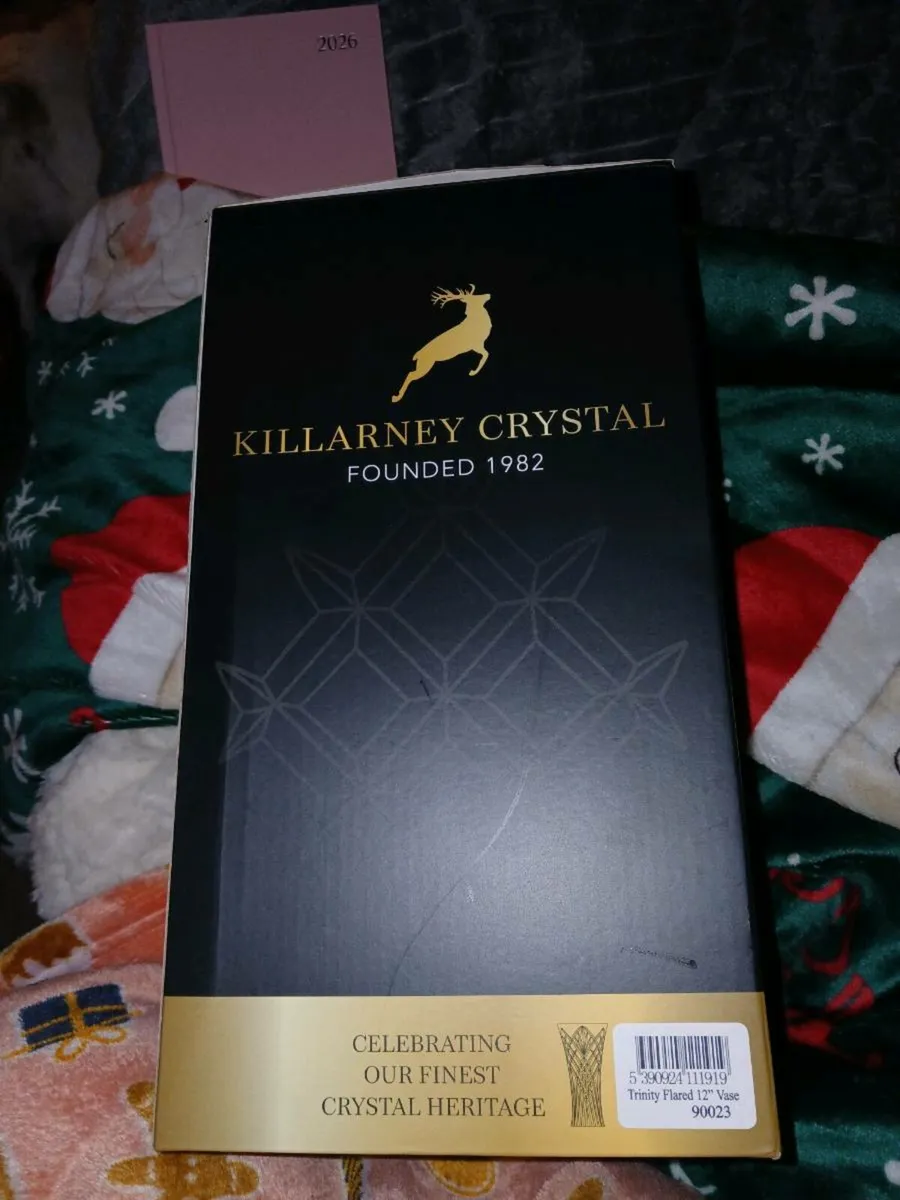 2026
KILLARNEY CRYSTAL
FOUNDED 1982
CELEBRATING
OUR FINEST
CRYSTAL HERITAGE
5 390924 111919
Trinity Flared 12" Vase
90023